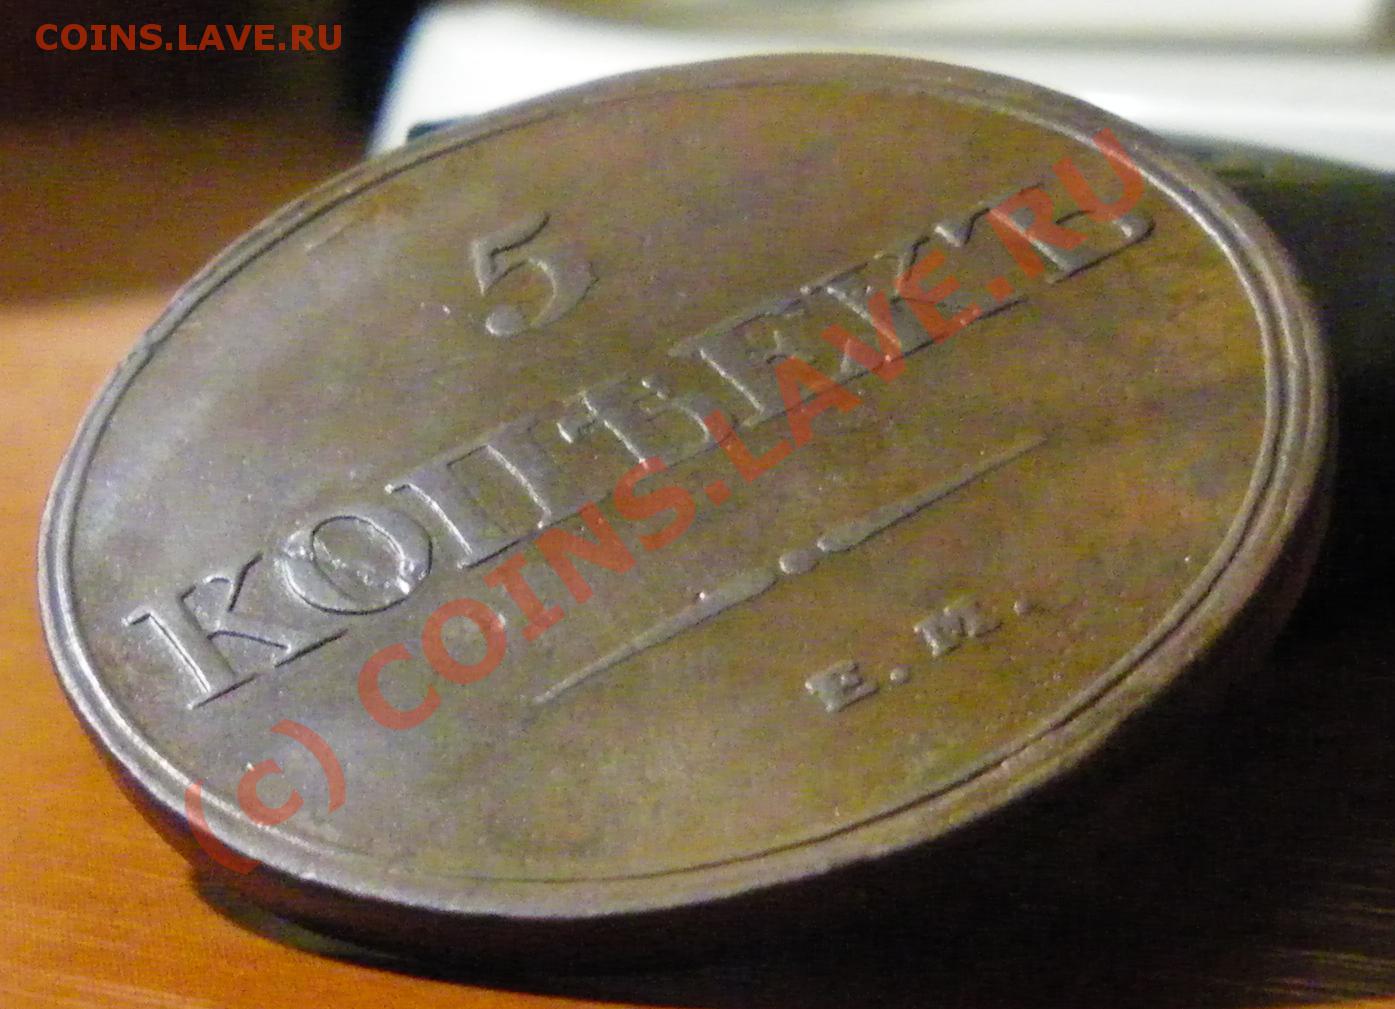 COINS.LAVE.RU
5
КОПѢЕКЪ
Е. М.
(c) COINS.LAVE.RU